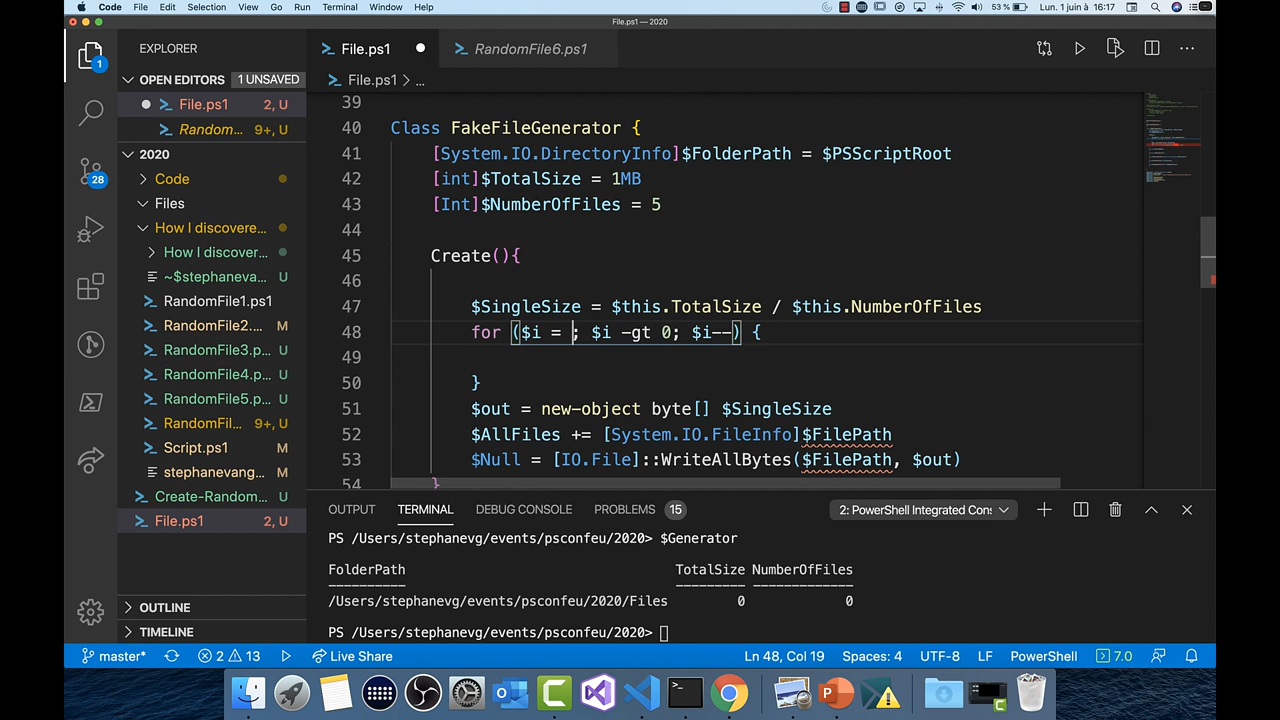 Code File Edit Selection View Go Run Terminal Window Help 53 % Lun. 1 juin à 16:17
File.ps1 — 2020
EXPLORER
OPEN EDITORS 1 UNSAVED
File.ps1 2, U
Random... 9+, U
2020
Code
Files
How I discovere...
How I discover...
~$stephaneva... U
RandomFile1.ps1
RandomFile2.... M
RandomFile3.p... U
RandomFile4.p... U
RandomFile5.p... U
RandomFil... 9+, U
Script.ps1 M
stephanevang... M
Create-Random... U
File.ps1 2, U
OUTLINE
TIMELINE
1
28
File.ps1 RandomFile6.ps1
File.ps1 > ...
39
40 Class FakeFileGenerator {
41 [System.IO.DirectoryInfo]$FolderPath = $PSScriptRoot
42 [int]$TotalSize = 1MB
43 [Int]$NumberOfFiles = 5
44
45 Create(){
46
47 $SingleSize = $this.TotalSize / $this.NumberOfFiles
48 for ($i = ; $i -gt 0; $i--) {
49
50 }
51 $out = new-object byte[] $SingleSize
52 $AllFiles += [System.IO.FileInfo]$FilePath
53 $Null = [IO.File]::WriteAllBytes($FilePath, $out)
54 }
OUTPUT TERMINAL DEBUG CONSOLE PROBLEMS 15 2: PowerShell Integrated Cons
PS /Users/stephanevg/events/psconfeu/2020> $Generator
FolderPath TotalSize NumberOfFiles
---------- --------- -------------
/Users/stephanevg/events/psconfeu/2020/Files 0 0
PS /Users/stephanevg/events/psconfeu/2020>
master* 2 13 Live Share Ln 48, Col 19 Spaces: 4 UTF-8 LF PowerShell 7.0